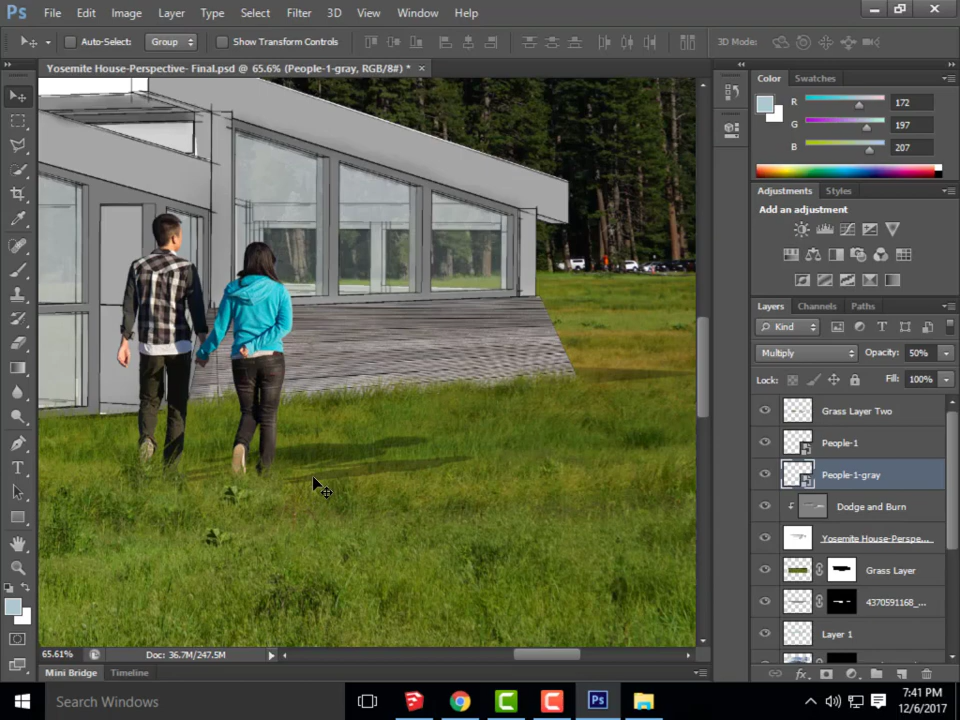 Ps File Edit Image Layer Type Select Filter 3D View Window Help
Auto-Select: Group Show Transform Controls 3D Mode:
Yosemite House-Perspective- Final.psd @ 65.6% (People-1-gray, RGB/8#) * ×
Color Swatches
R 172
G 197
B 207
Adjustments Styles
Add an adjustment
Layers Channels Paths
Kind
Multiply Opacity: 50%
Lock: Fill: 100%
Grass Layer Two
People-1
People-1-gray
Dodge and Burn
Yosemite House-Perspe...
Grass Layer
4370591168_...
Layer 1
65.61% Doc: 36.7M/247.5M
Mini Bridge Timeline
Search Windows
7:41 PM
12/6/2017